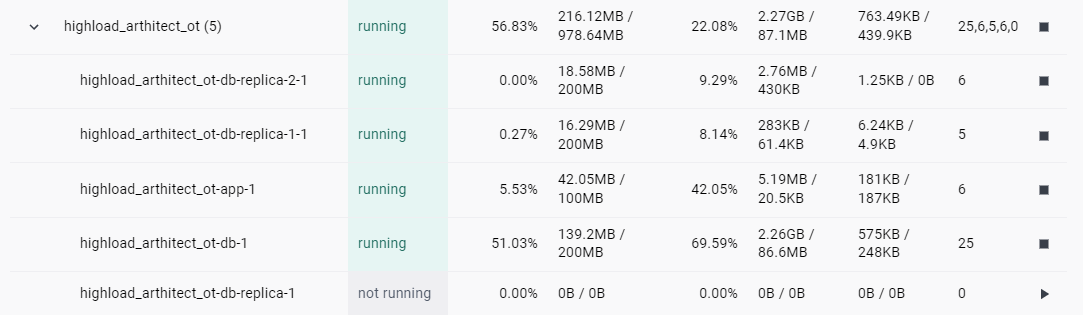 highload_arthitect_ot (5) running 56.83% 216.12MB / 978.64MB 22.08% 2.27GB / 87.1MB 763.49KB / 439.9KB 25,6,5,6,0
highload_arthitect_ot-db-replica-2-1 running 0.00% 18.58MB / 200MB 9.29% 2.76MB / 430KB 1.25KB / 0B 6
highload_arthitect_ot-db-replica-1-1 running 0.27% 16.29MB / 200MB 8.14% 283KB / 61.4KB 6.24KB / 4.9KB 5
highload_arthitect_ot-app-1 running 5.53% 42.05MB / 100MB 42.05% 5.19MB / 20.5KB 181KB / 187KB 6
highload_arthitect_ot-db-1 running 51.03% 139.2MB / 200MB 69.59% 2.26GB / 86.6MB 575KB / 248KB 25
highload_arthitect_ot-db-replica-1 not running 0.00% 0B / 0B 0.00% 0B / 0B 0B / 0B 0